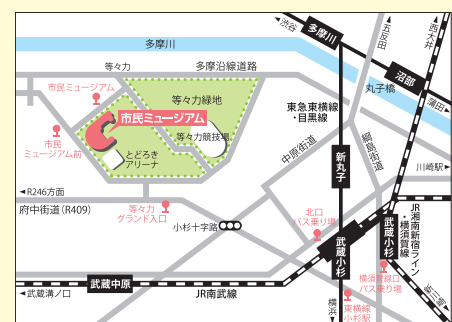 渋谷
多摩川
五反田
西大井
多摩川
等々力
多摩沿線道路
沼部
丸子橋
蒲田
市民ミュージアム
等々力緑地
東急東横線
・目黒線
市民ミュージアム
等々力競技場
市民
ミュージアム前
とどろき
アリーナ
中原街道
綱島街道
新丸子
川崎駅
R246方面
府中街道(R409)
等々力
グランド入口
小杉十字路
北口
バス乗り場
武蔵小杉
武蔵小杉
JR湘南新宿ライン
・横須賀線
横須賀線口
バス乗り場
武蔵中原
武蔵溝ノ口
JR南武線
横浜
東横線
小杉駅